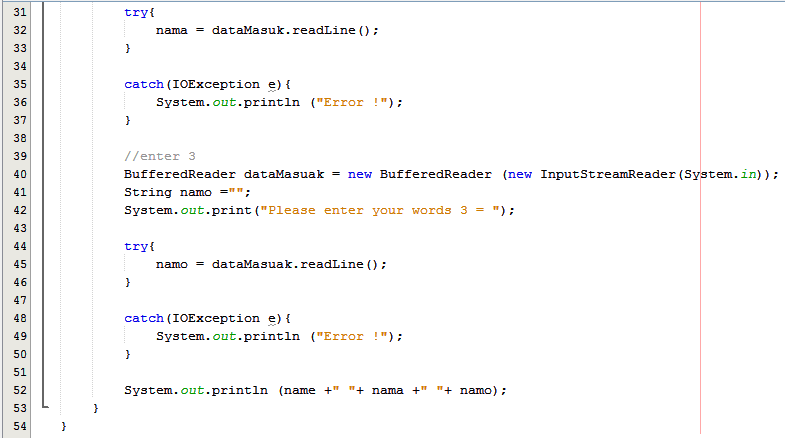 31 try{
32 nama = dataMasuk.readLine();
33 }
34
35 catch(IOException e){
36 System.out.println ("Error !");
37 }
38
39 //enter 3
40 BufferedReader dataMasuak = new BufferedReader (new InputStreamReader(System.in));
41 String namo ="";
42 System.out.print("Please enter your words 3 = ");
43
44 try{
45 namo = dataMasuak.readLine();
46 }
47
48 catch(IOException e){
49 System.out.println ("Error !");
50 }
51
52 System.out.println (name +" "+ nama +" "+ namo);
53 }
54 }